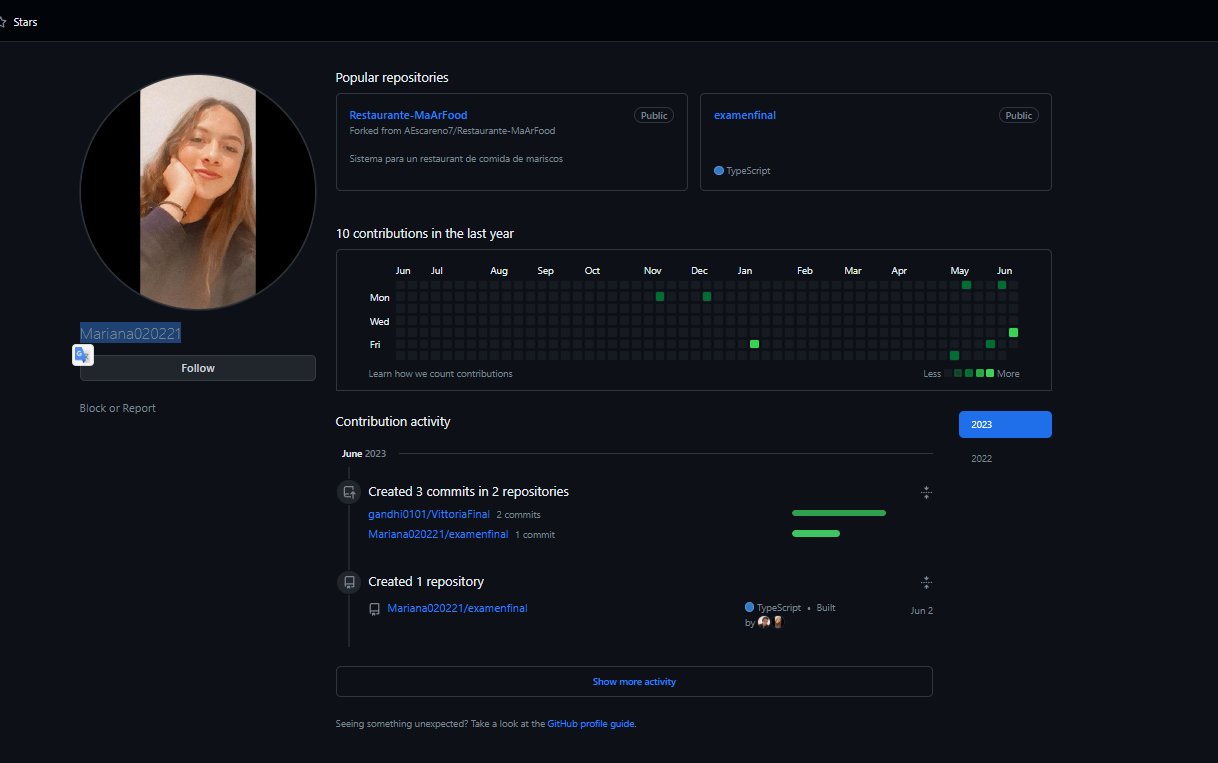 Stars
Mariana020221
Follow
Block or Report
Popular repositories
Restaurante-MaArFood Public
Forked from AEscareno7/Restaurante-MaArFood
Sistema para un restaurant de comida de mariscos
examenfinal Public
TypeScript
10 contributions in the last year
Jun Jul Aug Sep Oct Nov Dec Jan Feb Mar Apr May Jun
Mon
Wed
Fri
Learn how we count contributions Less More
Contribution activity
2023
2022
June 2023
Created 3 commits in 2 repositories
gandhi0101/VittoriaFinal 2 commits
Mariana020221/examenfinal 1 commit
Created 1 repository
Mariana020221/examenfinal TypeScript • Built by Jun 2
Show more activity
Seeing something unexpected? Take a look at the GitHub profile guide.